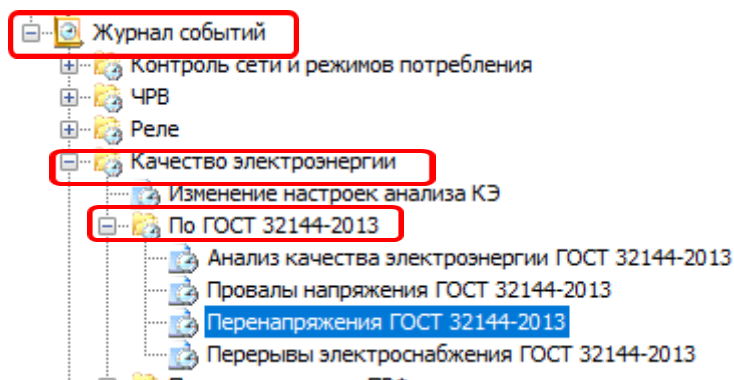 Журнал событий
Контроль сети и режимов потребления
ЧРВ
Реле
Качество электроэнергии
Изменение настроек анализа КЭ
По ГОСТ 32144-2013
Анализ качества электроэнергии ГОСТ 32144-2013
Провалы напряжения ГОСТ 32144-2013
Перенапряжения ГОСТ 32144-2013
Перерывы электроснабжения ГОСТ 32144-2013